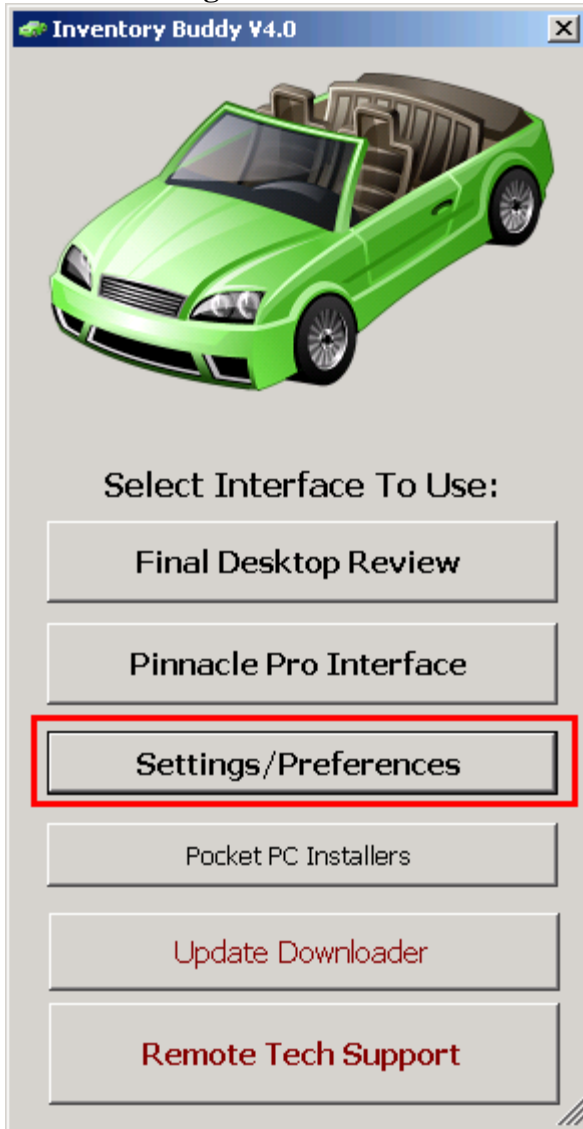 Inventory Buddy V4.0
Select Interface To Use:
Final Desktop Review
Pinnacle Pro Interface
Settings/Preferences
Pocket PC Installers
Update Downloader
Remote Tech Support